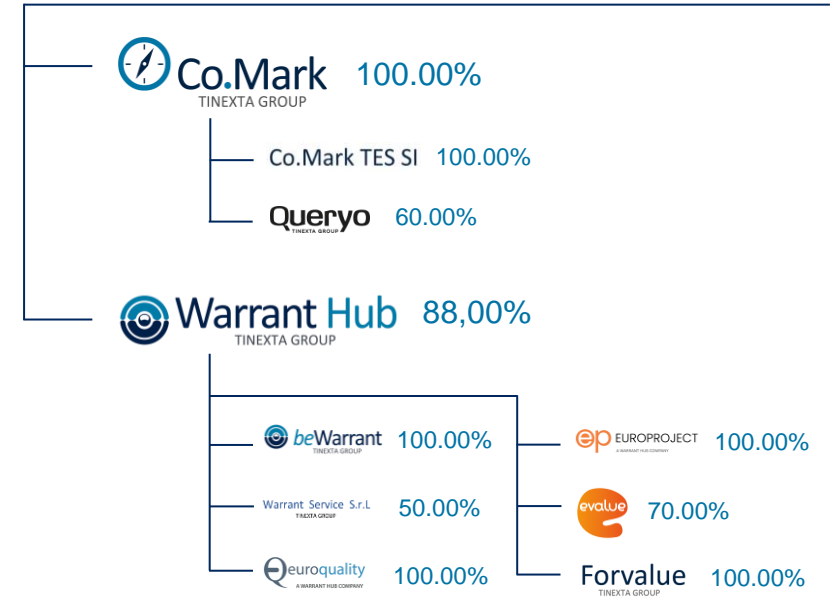 Co.Mark 100.00%
TINEXTA GROUP
Co.Mark TES SI 100.00%
Queryo 60.00%
TINEXTA GROUP
Warrant Hub 88,00%
TINEXTA GROUP
beWarrant 100.00%
TINEXTA GROUP
Warrant Service S.r.L 50.00%
TINEXTA GROUP
euroquality 100.00%
A WARRANT HUB COMPANY
ep EUROPROJECT 100.00%
A WARRANT HUB COMPANY
evalue 70.00%
Forvalue 100.00%
TINEXTA GROUP